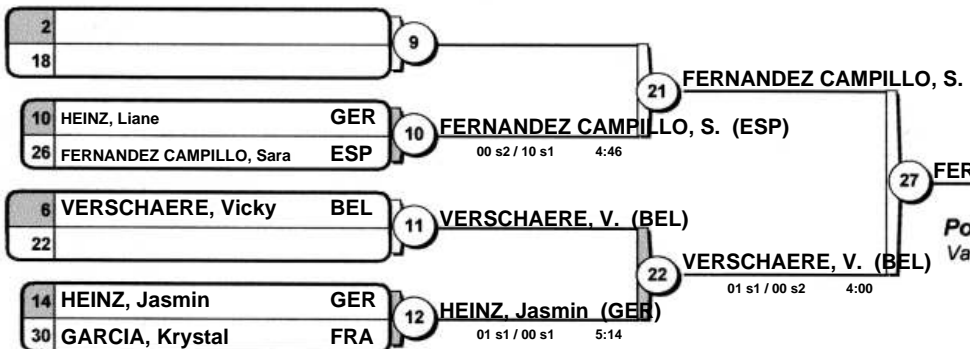 2
18
9
10 HEINZ, Liane GER
26 FERNANDEZ CAMPILLO, Sara ESP
10
FERNANDEZ CAMPILLO, S. (ESP)
00 s2 / 10 s1 4:46
21
FERNANDEZ CAMPILLO, S.
6 VERSCHAERE, Vicky BEL
22
11
VERSCHAERE, V. (BEL)
14 HEINZ, Jasmin GER
30 GARCIA, Krystal FRA
12
HEINZ, Jasmin (GER)
01 s1 / 00 s1 5:14
22
VERSCHAERE, V. (BEL)
01 s1 / 00 s2 4:00
27
FER
Po
Va